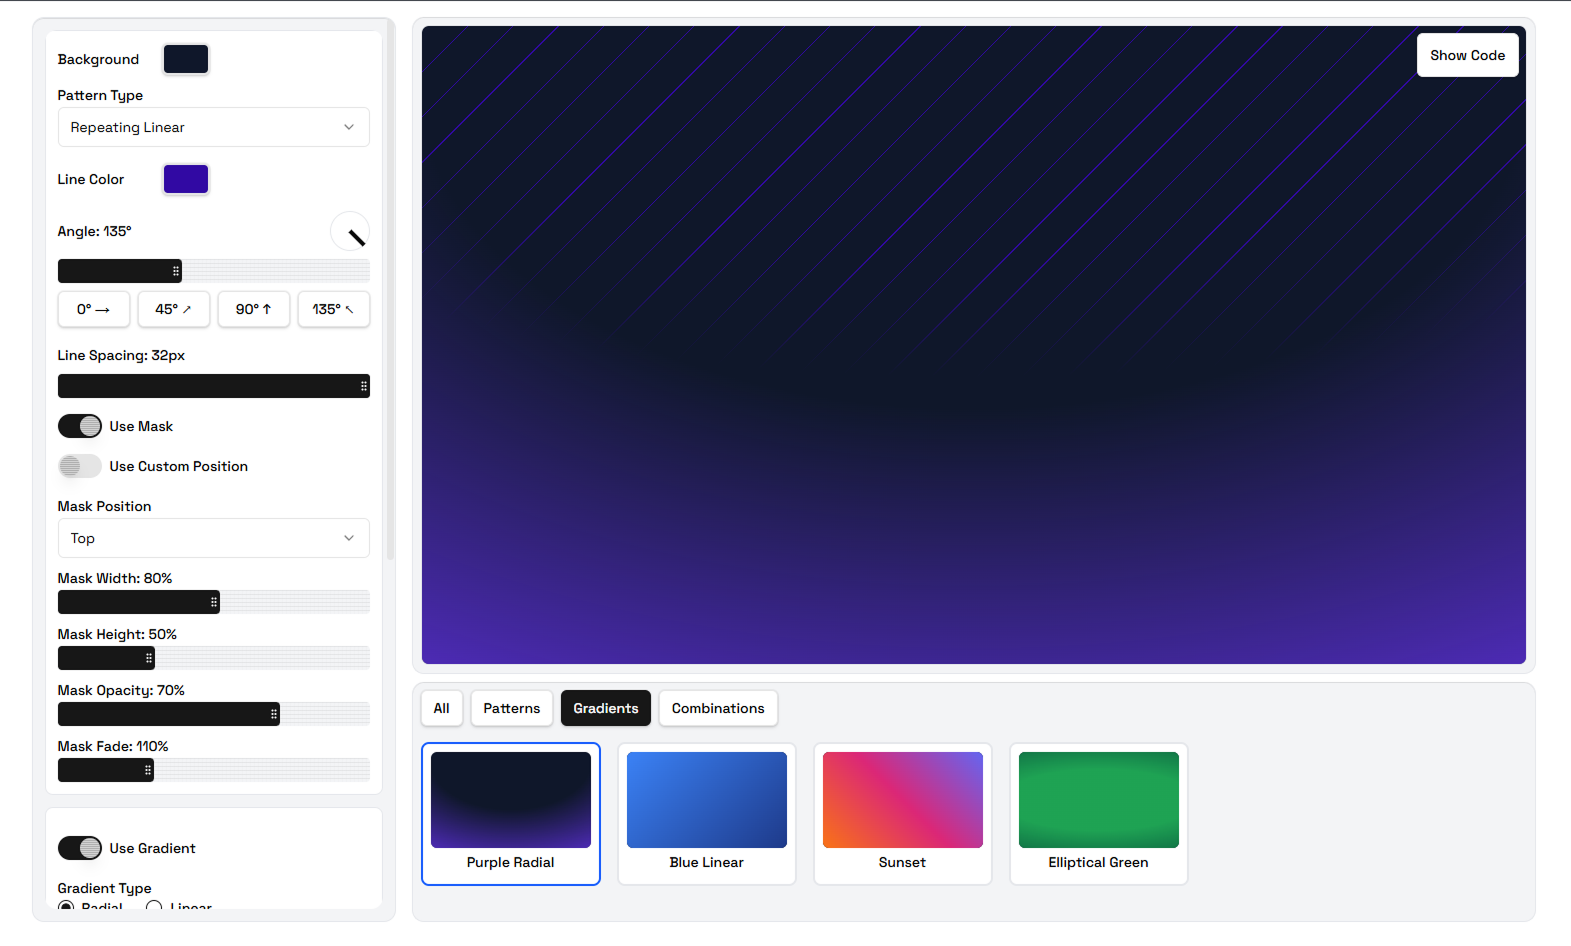 Background
Pattern Type
Repeating Linear
Line Color
Angle: 135°
0° →
45° ↗
90° ↑
135° ↖
Line Spacing: 32px
Use Mask
Use Custom Position
Mask Position
Top
Mask Width: 80%
Mask Height: 50%
Mask Opacity: 70%
Mask Fade: 110%
Use Gradient
Gradient Type
Radial
Linear
Show Code
All
Patterns
Gradients
Combinations
Purple Radial
Blue Linear
Sunset
Elliptical Green